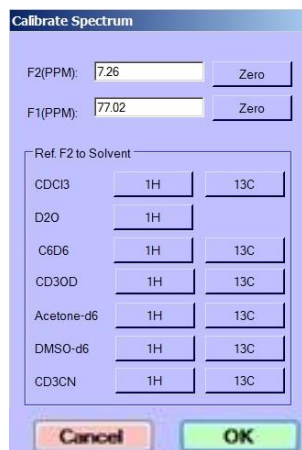 Calibrate Spectrum
F2(PPM): 7.26 Zero
F1(PPM): 77.02 Zero
Ref. F2 to Solvent
CDCl3 1H 13C
D2O 1H
C6D6 1H 13C
CD3OD 1H 13C
Acetone-d6 1H 13C
DMSO-d6 1H 13C
CD3CN 1H 13C
Cancel OK